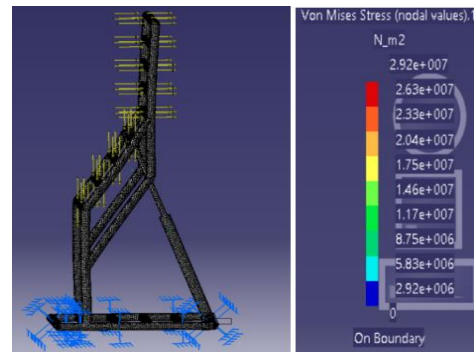 Von Mises Stress (nodal values).1
N_m2
2.92e+007
2.63e+007
2.33e+007
2.04e+007
1.75e+007
1.46e+007
1.17e+007
8.75e+006
5.83e+006
2.92e+006
0
On Boundary